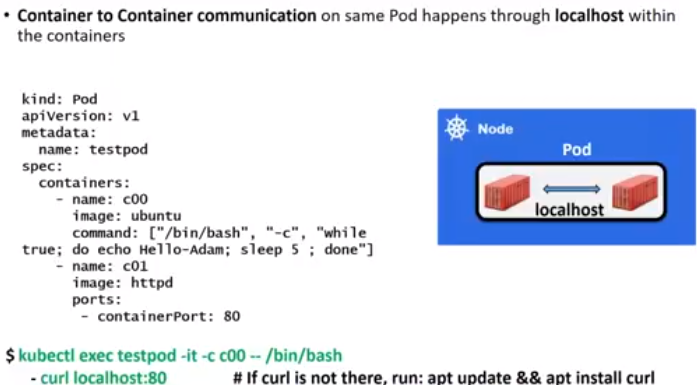 • Container to Container communication on same Pod happens through localhost within
the containers
kind: Pod
apiVersion: v1
metadata:
  name: testpod
spec:
  containers:
    - name: c00
      image: ubuntu
      command: ["/bin/bash", "-c", "while
true; do echo Hello-Adam; sleep 5 ; done"]
    - name: c01
      image: httpd
      ports:
       - containerPort: 80
Node
Pod
localhost
$ kubectl exec testpod -it -c c00 -- /bin/bash
- curl localhost:80 # If curl is not there, run: apt update && apt install curl